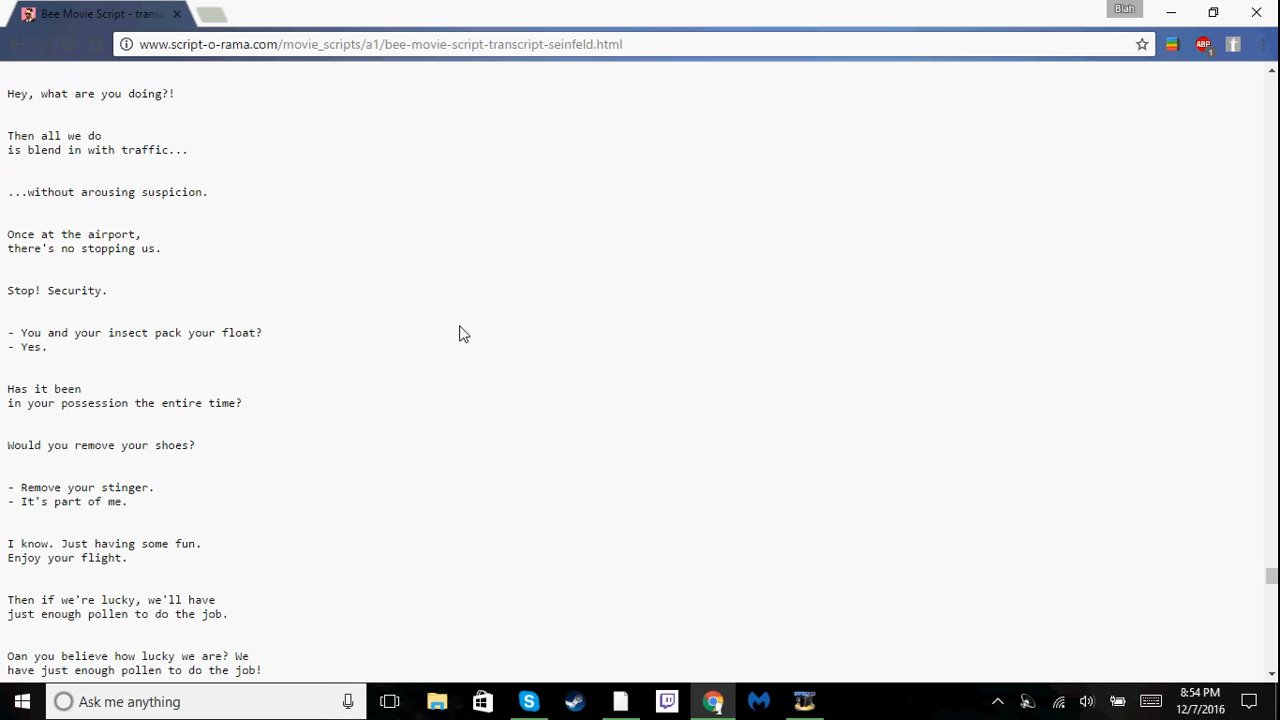 Bee Movie Script - trans
Blah
www.script-o-rama.com/movie_scripts/a1/bee-movie-script-transcript-seinfeld.html
ABP
1
t
Hey, what are you doing?!
Then all we do
is blend in with traffic...
...without arousing suspicion.
Once at the airport,
there's no stopping us.
Stop! Security.
- You and your insect pack your float?
- Yes.
Has it been
in your possession the entire time?
Would you remove your shoes?
- Remove your stinger.
- It's part of me.
I know. Just having some fun.
Enjoy your flight.
Then if we're lucky, we'll have
just enough pollen to do the job.
Oan you believe how lucky we are? We
have just enough pollen to do the job!
Ask me anything
8:54 PM
12/7/2016